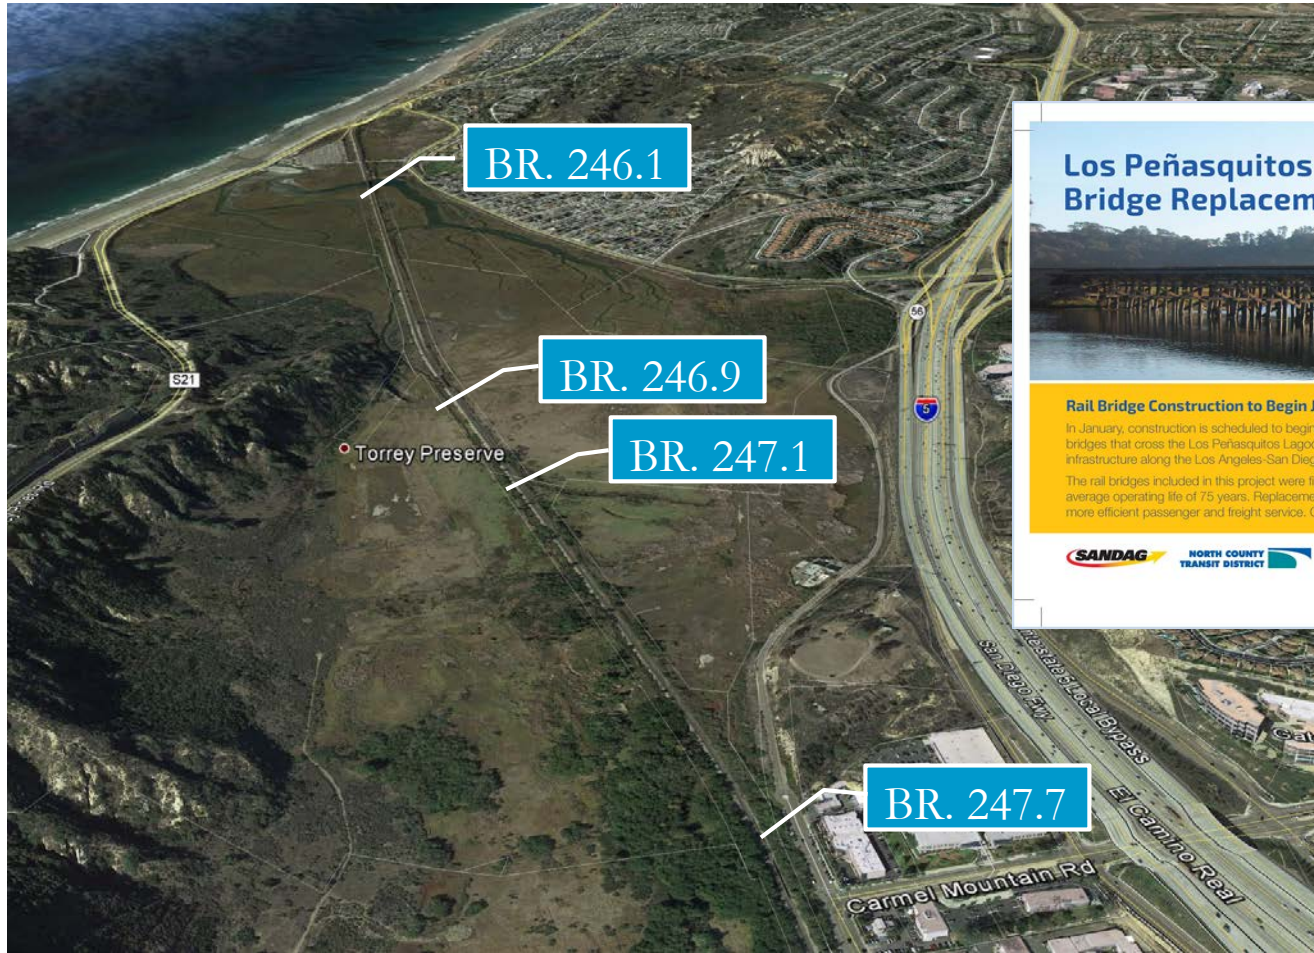 BR. 246.1
Los Peñasquitos
Bridge Replacem
BR. 246.9
S21
56
5
BR. 247.1
Torrey Preserve
Rail Bridge Construction to Begin J
In January, construction is scheduled to begin
bridges that cross the Los Peñasquitos Lagoo
infrastructure along the Los Angeles-San Dieg
The rail bridges included in this project were fi
average operating life of 75 years. Replaceme
more efficient passenger and freight service. C
SANDAG
NORTH COUNTY
TRANSIT DISTRICT
San Diego Fwy
Interstate 5 Local Bypass
BR. 247.7
El Camino Real
Carmel Mountain Rd